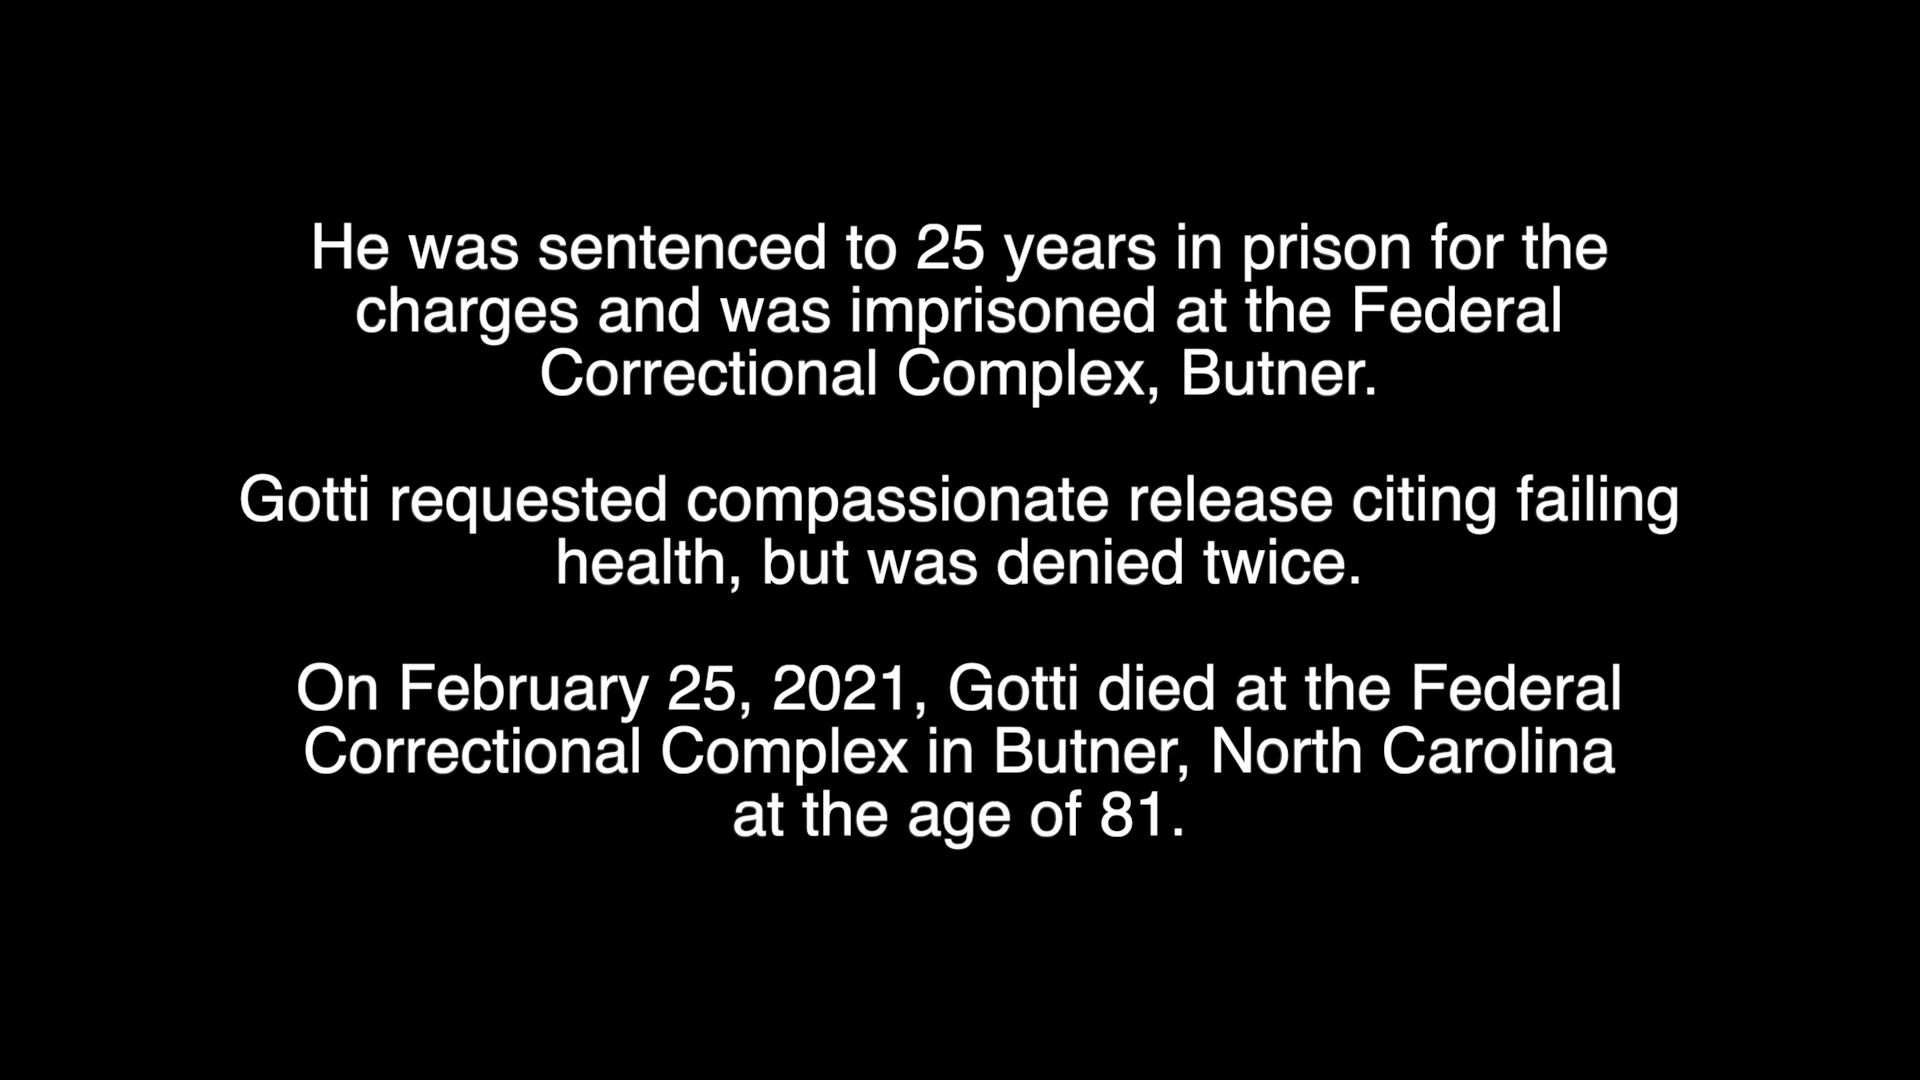 He was sentenced to 25 years in prison for the
charges and was imprisoned at the Federal
Correctional Complex, Butner.
Gotti requested compassionate release citing failing
health, but was denied twice.
On February 25, 2021, Gotti died at the Federal
Correctional Complex in Butner, North Carolina
at the age of 81.